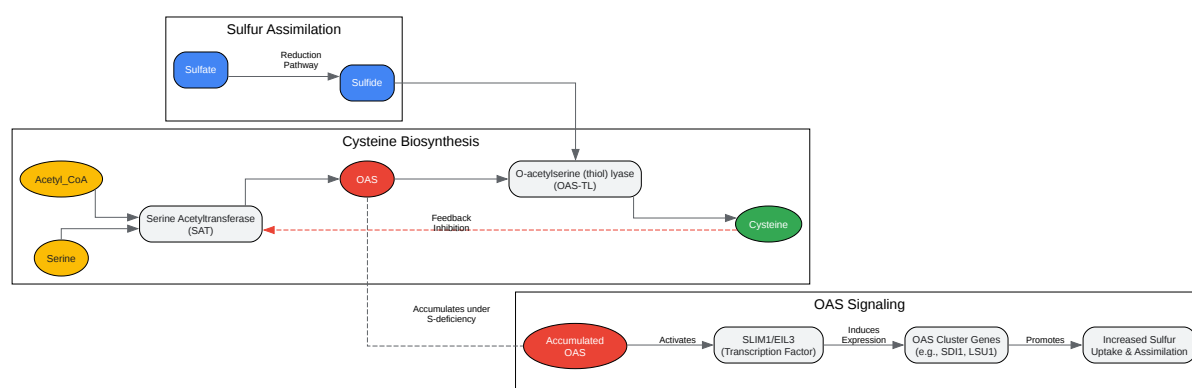 Sulfur Assimilation
Sulfate
Reduction
Pathway
Sulfide
Cysteine Biosynthesis
Acetyl_CoA
Serine
Serine Acetyltransferase
(SAT)
OAS
O-acetylserine (thiol) lyase
(OAS-TL)
Feedback
Inhibition
Cysteine
Accumulates under
S-deficiency
OAS Signaling
Accumulated
OAS
Activates
SLIM1/EIL3
(Transcription Factor)
Induces
Expression
OAS Cluster Genes
(e.g., SDI1, LSU1)
Promotes
Increased Sulfur
Uptake & Assimilation